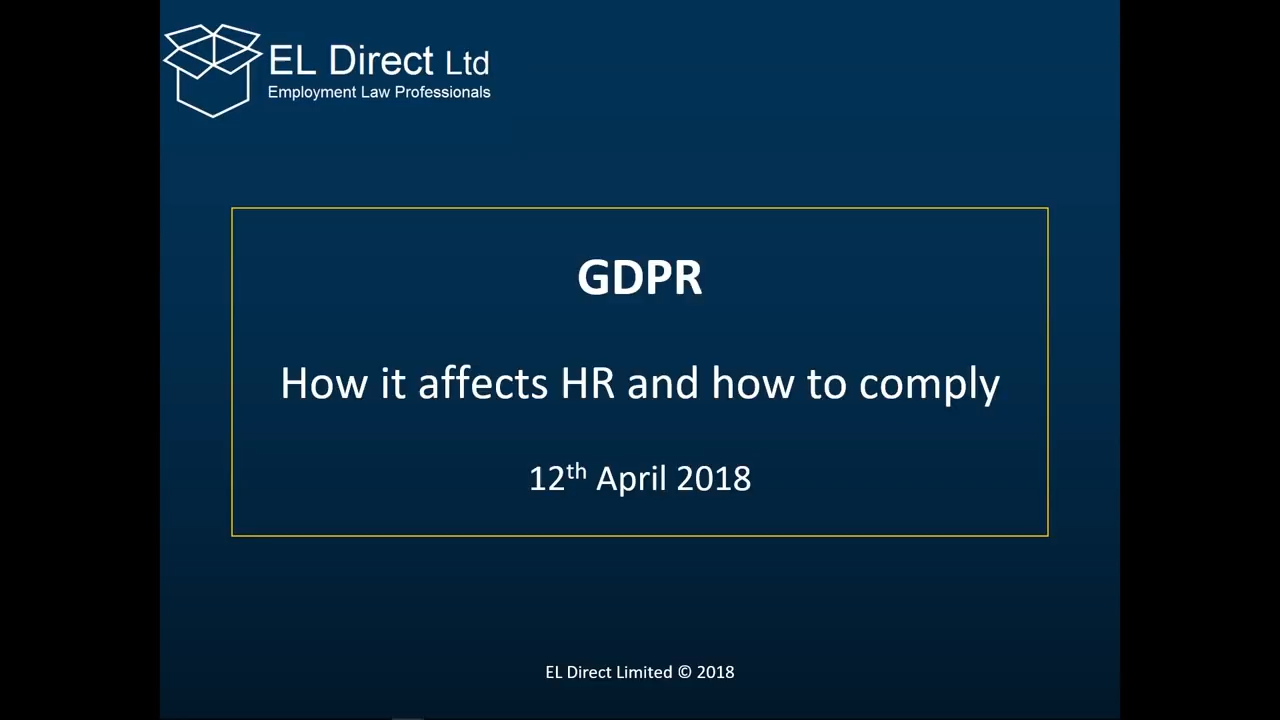 EL Direct Ltd
Employment Law Professionals
GDPR
How it affects HR and how to comply
12th April 2018
EL Direct Limited © 2018